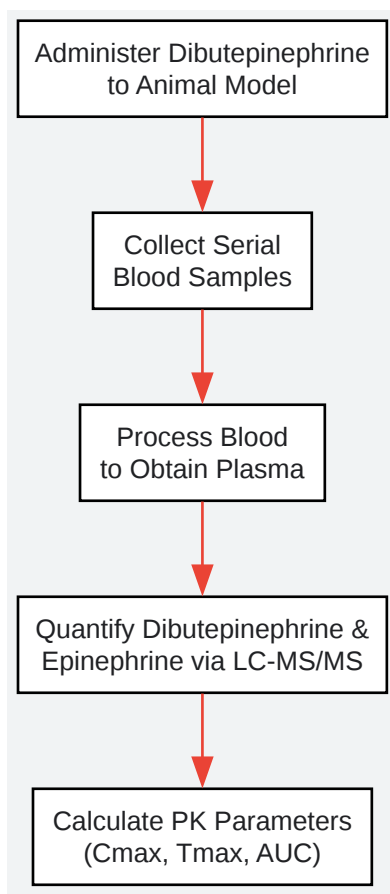 Administer Dibutepinephrine
to Animal Model
Collect Serial
Blood Samples
Process Blood
to Obtain Plasma
Quantify Dibutepinephrine &
Epinephrine via LC-MS/MS
Calculate PK Parameters
(Cmax, Tmax, AUC)